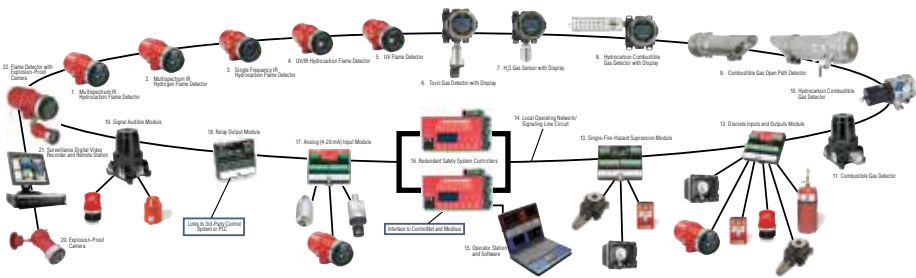 22. Flame Detector with
Explosion-Proof
Camera
1. Multispectrum IR
Hydrocarbon Flame Detector
2. Multispectrum IR
Hydrogen Flame Detector
3. Single Frequency IR
Hydrocarbon Flame Detector
4. UV/IR Hydrocarbon Flame Detector
5. UV Flame Detector
6. Toxic Gas Detector with Display
7. H2S Gas Sensor with Display
8. Hydrocarbon Combustible
Gas Detector with Display
9. Combustible Gas Open Path Detector
10. Hydrocarbon Combustible
Gas Detector
19. Signal Audible Module
18. Relay Output Module
17. Analog (4-20 mA) Input Module
16. Redundant Safety System Controllers
14. Local Operating Network/
Signaling Line Circuit
13. Single-Fire-Hazard Supression Module
12. Discrete Inputs and Outputs Module
11. Combustible Gas Detector
21. Surveillance Digital Video
Recorder and Remote Station
Links to 3rd-Party Control
System or PLC
Interface to ControlNet and Modbus
15. Operator Station
and Software
20. Explosion-Proof
Camera